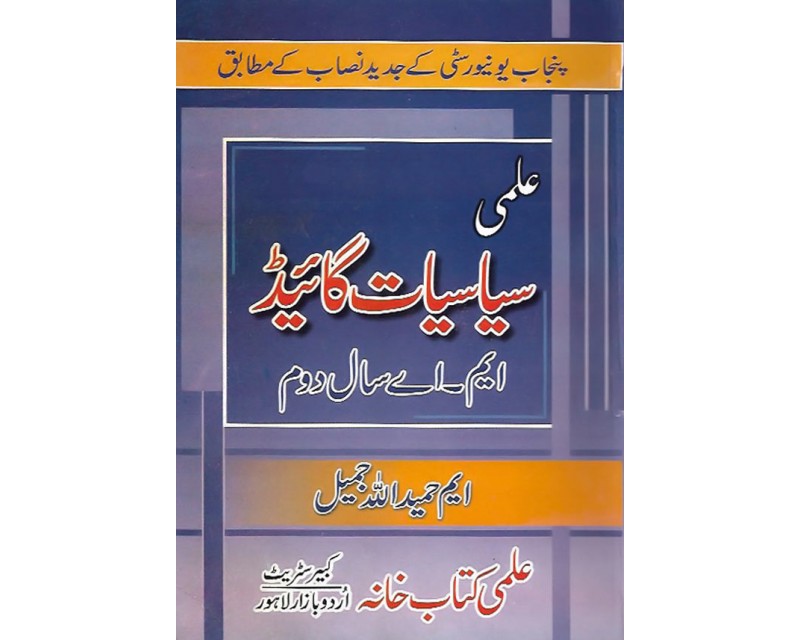 پنجاب یونیورسٹی کے جدید نصاب کے مطابق
علمی
سیاسیات گائیڈ
ایم۔اے سال دوم
ایم حمید اللہ جمیل
علمی کتاب خانہ
کبیر سٹریٹ
اُردو بازار لاہور